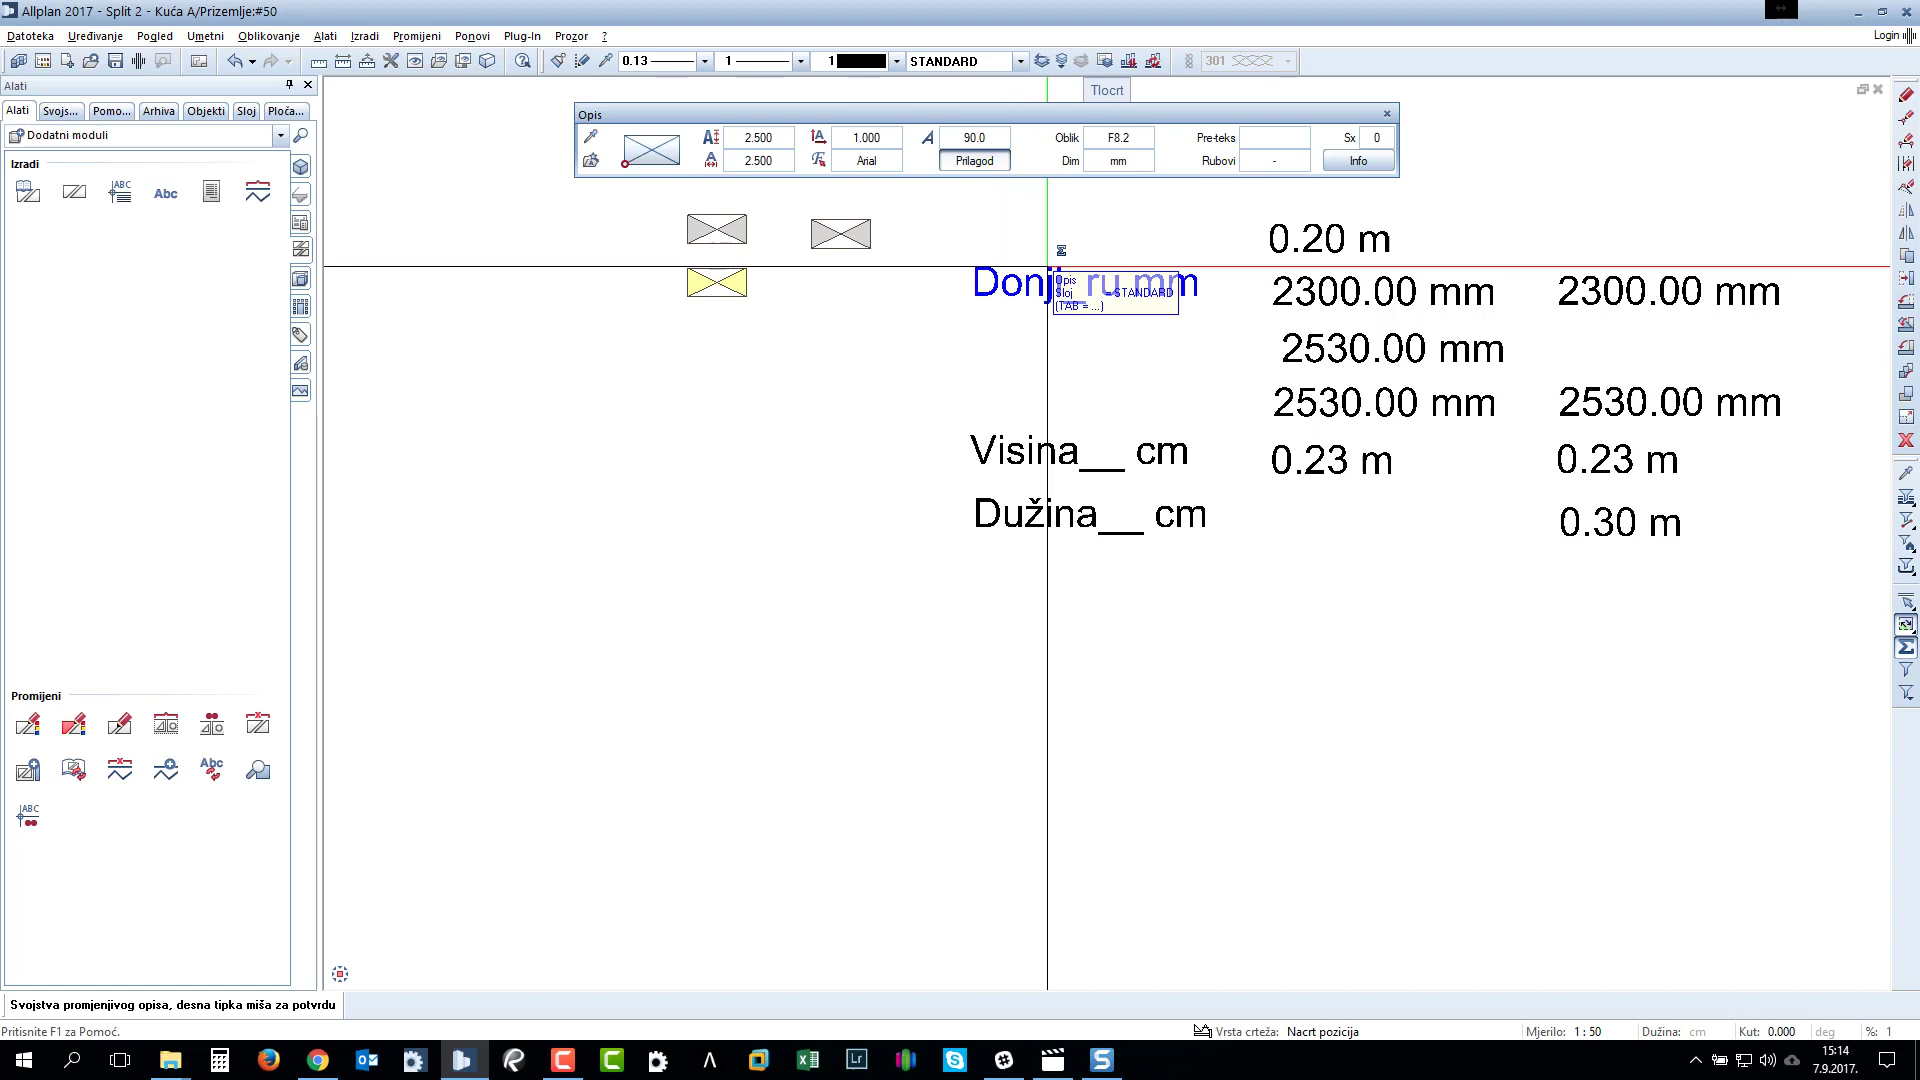 Allplan 2017 - Split 2 - Kuća A/Prizemlje:#50
Datoteka Uređivanje Pogled Umetni Oblikovanje Alati Izradi Promijeni Ponovi Plug-In Prozor ?
Login
0.13 1 1 STANDARD 301
Alati
Alati Svojs... Pomo... Arhiva Objekti Sloj Ploča...
Dodatni moduli
Izradi
ABC Abc
Tlocrt
Opis
2.500 1.000 90.0 Oblik F8.2 Pre-teks Sx 0
2.500 Arial Prilagod Dim mm Rubovi - Info
0.20 m
Donji_ru mm 2300.00 mm 2300.00 mm
Opis
Sloj = STANDARD
(TAB = ...)
2530.00 mm
2530.00 mm 2530.00 mm
Visina__ cm 0.23 m 0.23 m
Dužina__ cm 0.30 m
Promijeni
Abc
ABC
Svojstva promjenjivog opisa, desna tipka miša za potvrdu
Pritisnite F1 za Pomoć. Vrsta crteža: Nacrt pozicija Mjerilo: 1 : 50 Dužina: cm Kut: 0.000 deg %: 1
15:14
7.9.2017.